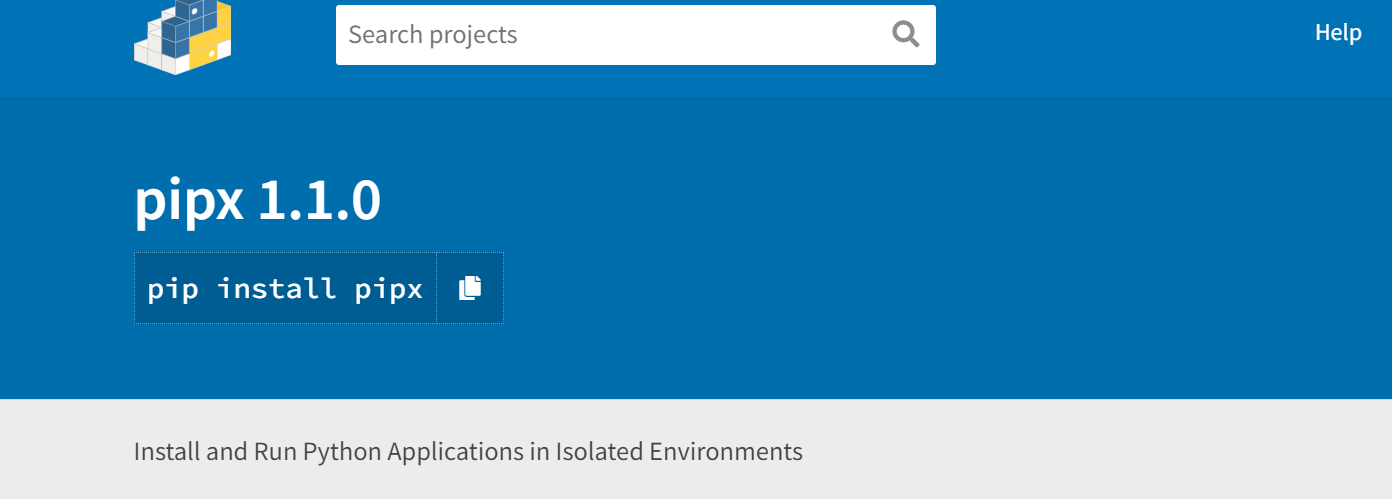 Search projects
Help
pipx 1.1.0
pip install pipx
Install and Run Python Applications in Isolated Environments